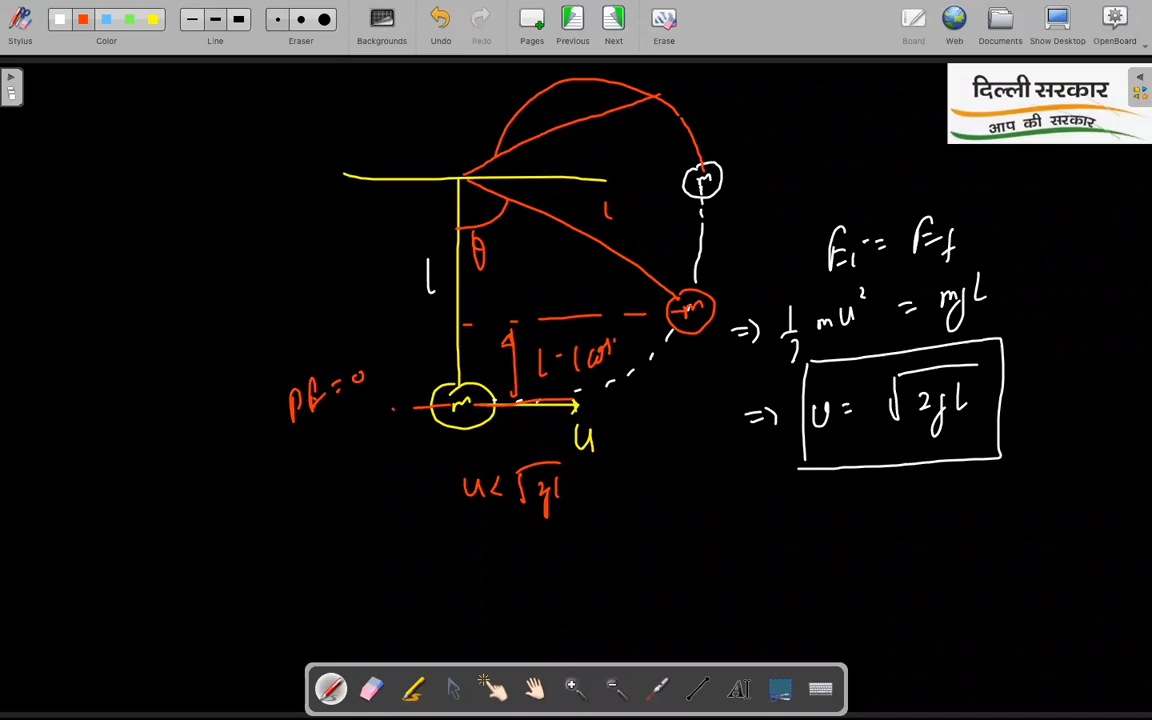 Stylus
Color
Line
Eraser
Backgrounds
Undo
Redo
Pages
Previous
Next
Erase
Board
Web
Documents
Show Desktop
OpenBoard
दिल्ली सरकार
आप की सरकार
m
l
θ
l
Ei = Ef
m
=> 1/2 mu² = mgl
l - l cos
PE = 0
m
=> u = √2gl
u
u < √2gl